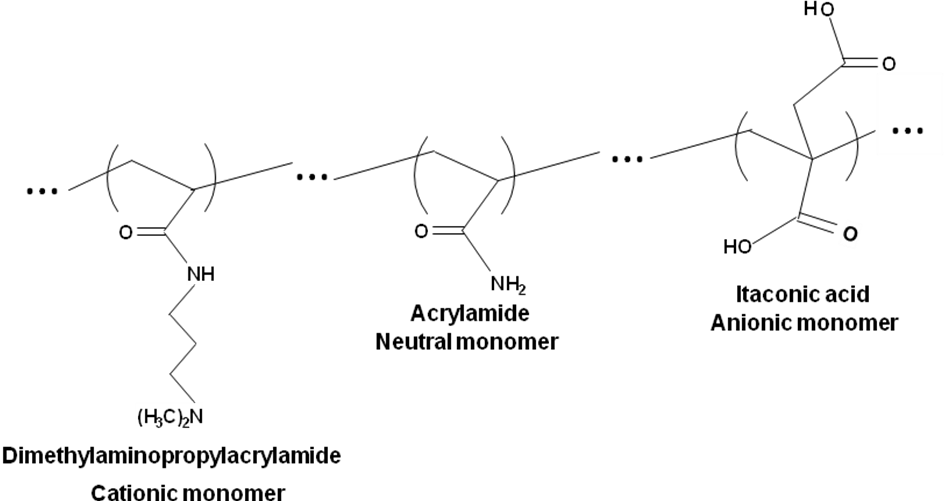 HO
O
...
...
...
...
O
O
O
HO
NH
NH₂
Itaconic acid
Anionic monomer
Acrylamide
Neutral monomer
(H₃C)₂N
Dimethylaminopropylacrylamide
Cationic monomer